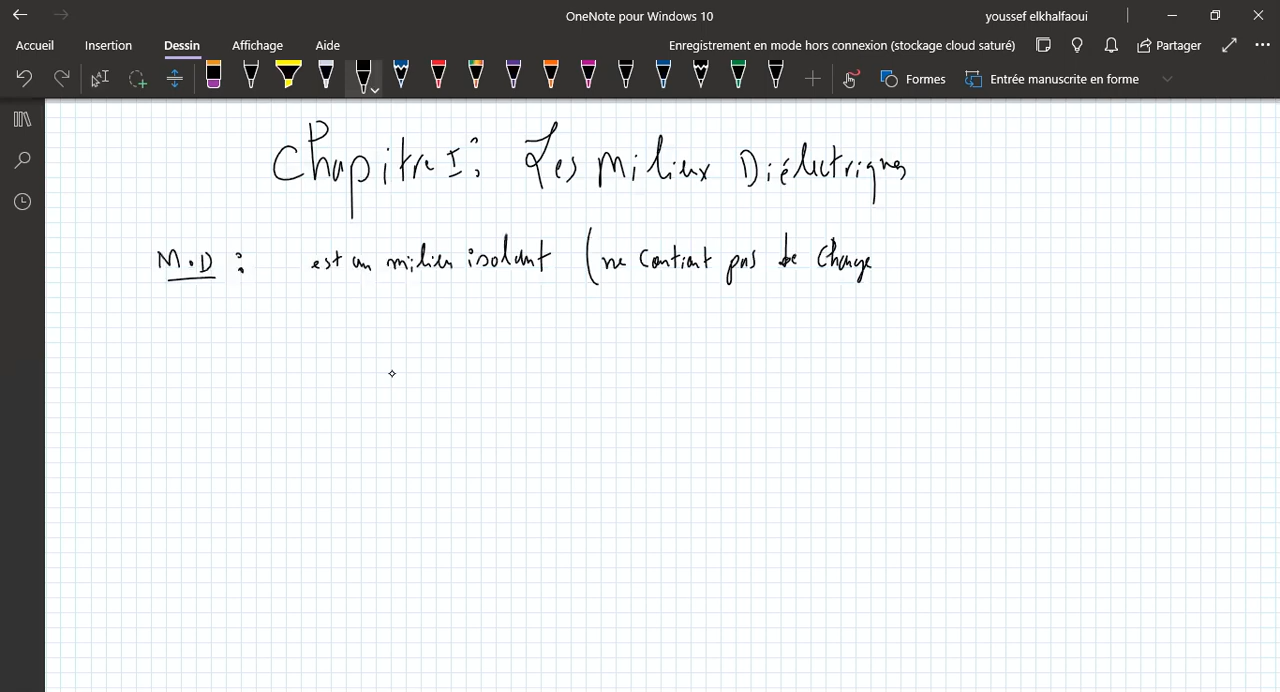 OneNote pour Windows 10
youssef elkhalfaoui
Accueil Insertion Dessin Affichage Aide
Enregistrement en mode hors connexion (stockage cloud saturé)
Partager
Formes
Entrée manuscrite en forme
Chapitre I : Les Milieux Diélectriques
M.D : est un milieu isolant (ne contient pas de charge